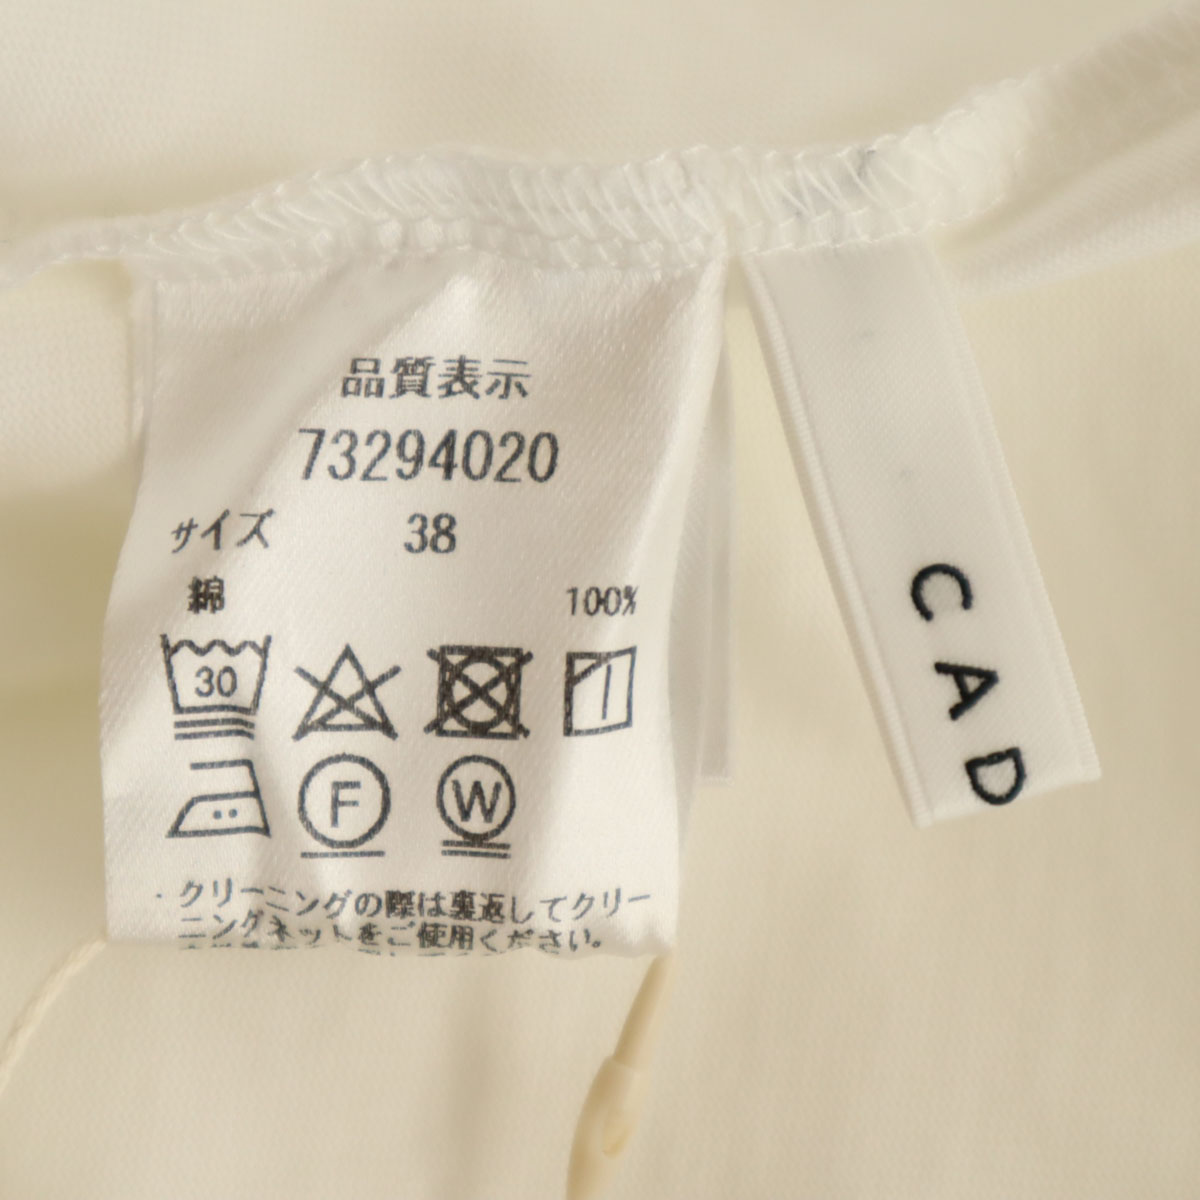 品質表示
73294020
サイズ 38
綿 100%
30
F W
・クリーニングの際は裏返してクリー
ニングネットをご使用ください。
CAD